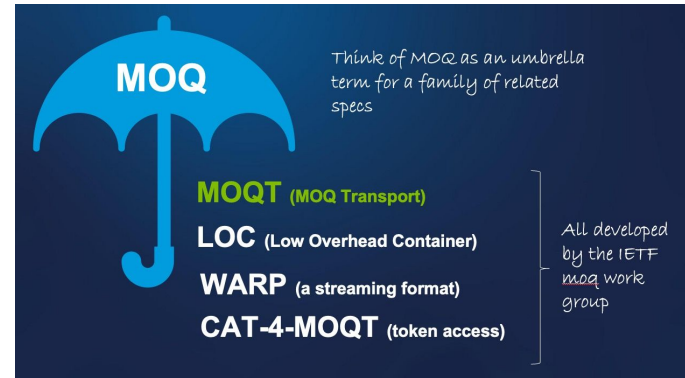 MOQ
Think of MOQ as an umbrella
term for a family of related
specs
MOQT (MOQ Transport)
LOC (Low Overhead Container)
WARP (a streaming format)
CAT-4-MOQT (token access)
All developed
by the IETF
moq work
group